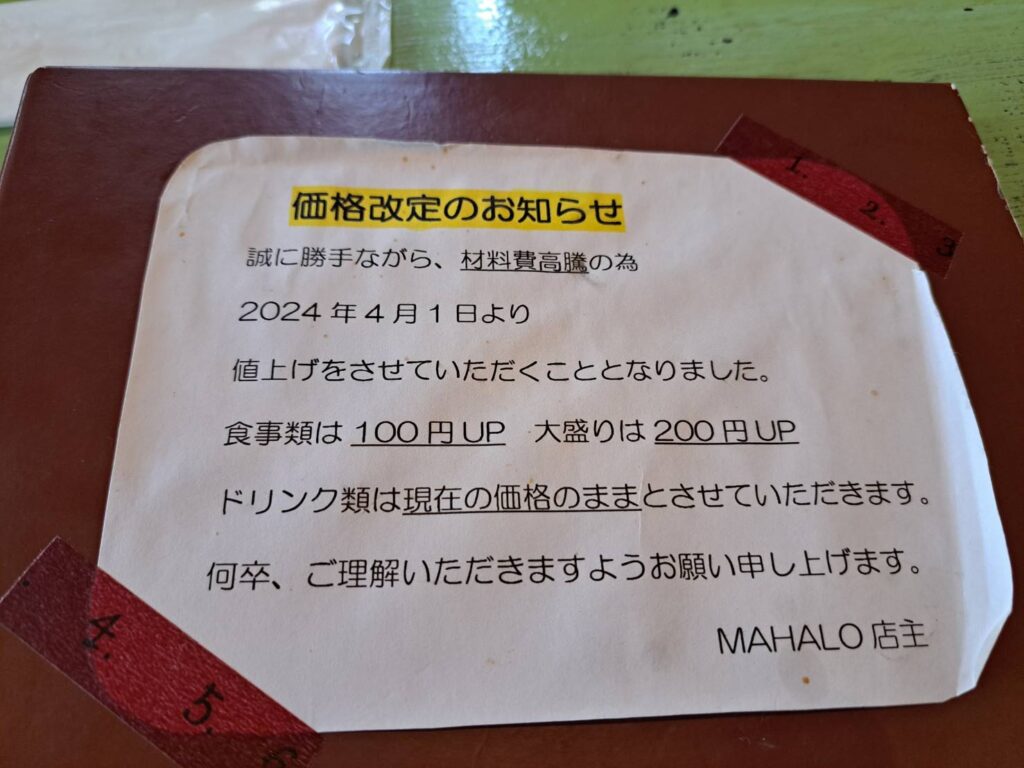 価格改定のお知らせ
誠に勝手ながら、材料費高騰の為
2024年4月1日より
値上げをさせていただくこととなりました。
食事類は 100円UP 大盛りは 200円UP
ドリンク類は現在の価格のままとさせていただきます。
何卒、ご理解いただきますようお願い申し上げます。
MAHALO店主
1.
2.
3
4.
5.
6